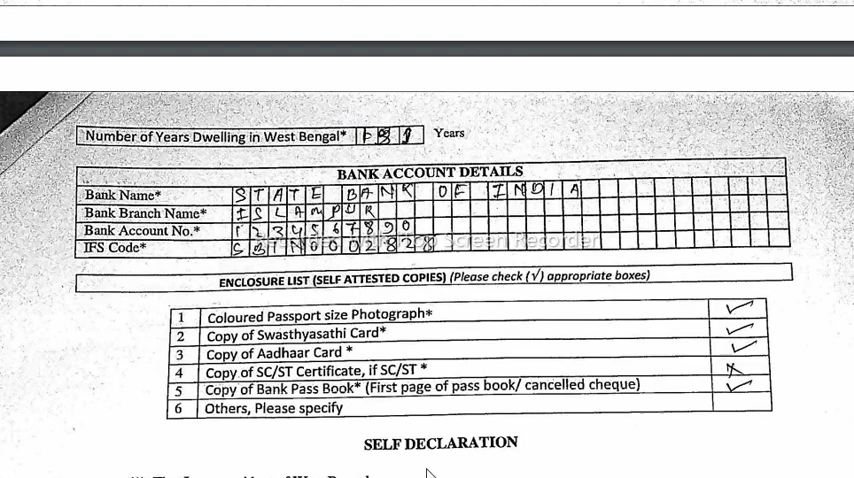 Number of Years Dwelling in West Bengal* Years
BANK ACCOUNT DETAILS
Bank Name* STATE BANK OF INDIA
Bank Branch Name* ISLAMPUR
Bank Account No.* 1234567890
IFS Code* SBIN0002828
Screen Recorder
ENCLOSURE LIST (SELF ATTESTED COPIES) (Please check (√) appropriate boxes)
1 Coloured Passport size Photograph* ✓
2 Copy of Swasthyasathi Card* ✓
3 Copy of Aadhaar Card * ✓
4 Copy of SC/ST Certificate, if SC/ST * X
5 Copy of Bank Pass Book* (First page of pass book/ cancelled cheque) ✓
6 Others, Please specify
SELF DECLARATION